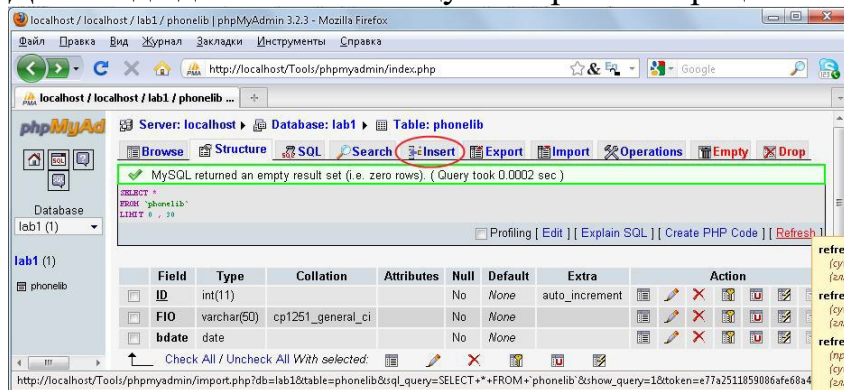 localhost / localhost / lab1 / phonelib | phpMyAdmin 3.2.3 - Mozilla Firefox
Файл Правка Вид Журнал Закладки Инструменты Справка
http://localhost/Tools/phpmyadmin/index.php
Google
localhost / localhost / lab1 / phonelib ...
phpMyAd
Server: localhost Database: lab1 Table: phonelib
Browse Structure SQL Search Insert Export Import Operations Empty Drop
MySQL returned an empty result set (i.e. zero rows). ( Query took 0.0002 sec )
SELECT *
FROM `phonelib`
LIMIT 0 , 30
Profiling [ Edit ] [ Explain SQL ] [ Create PHP Code ] [ Refresh ]
Database
lab1 (1)
lab1 (1)
phonelib
Field Type Collation Attributes Null Default Extra Action
ID int(11) No None auto_increment
FIO varchar(50) cp1251_general_ci No None
bdate date No None
Check All / Uncheck All With selected:
refre
refre
refre
http://localhost/Tools/phpmyadmin/import.php?db=lab1&table=phonelib&sql_query=SELECT+*+FROM+`phonelib`&show_query=1&token=e77a2511859086afe68a4